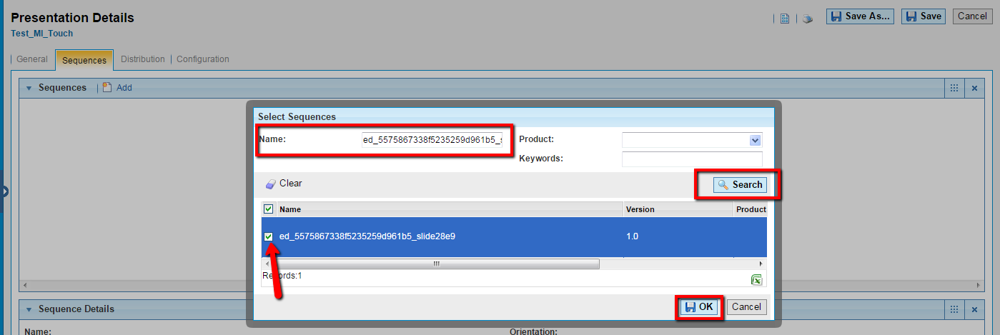 Presentation Details
Test_MI_Touch
Save As...
Save
Cancel
General
Sequences
Distribution
Configuration
Sequences
Add
Select Sequences
Name:
ed_5575867338f5235259d961b5_s
Product:
Keywords:
Clear
Search
Name
Version
Product
ed_5575867338f5235259d961b5_slide28e9
1.0
Records:1
OK
Cancel
Sequence Details
Name:
Orientation: